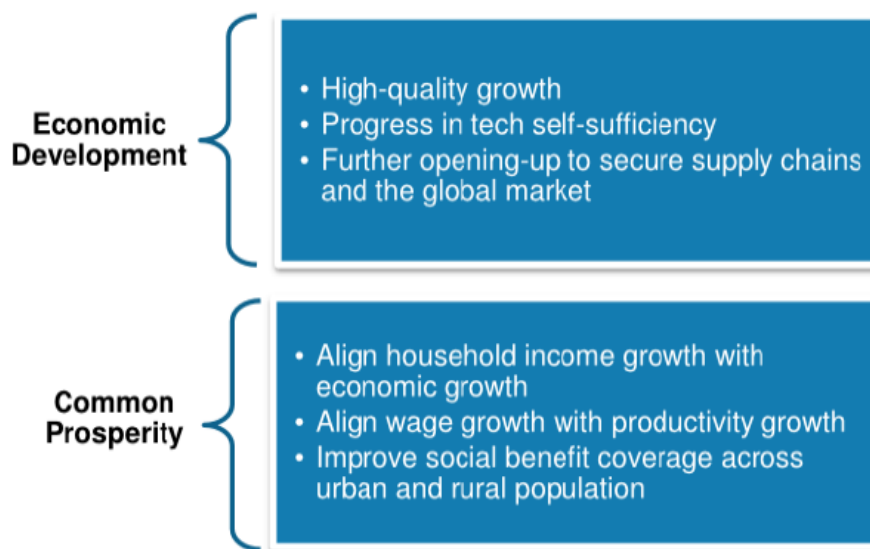 Economic
Development
• High-quality growth
• Progress in tech self-sufficiency
• Further opening-up to secure supply chains
and the global market
Common
Prosperity
• Align household income growth with
economic growth
• Align wage growth with productivity growth
• Improve social benefit coverage across
urban and rural population